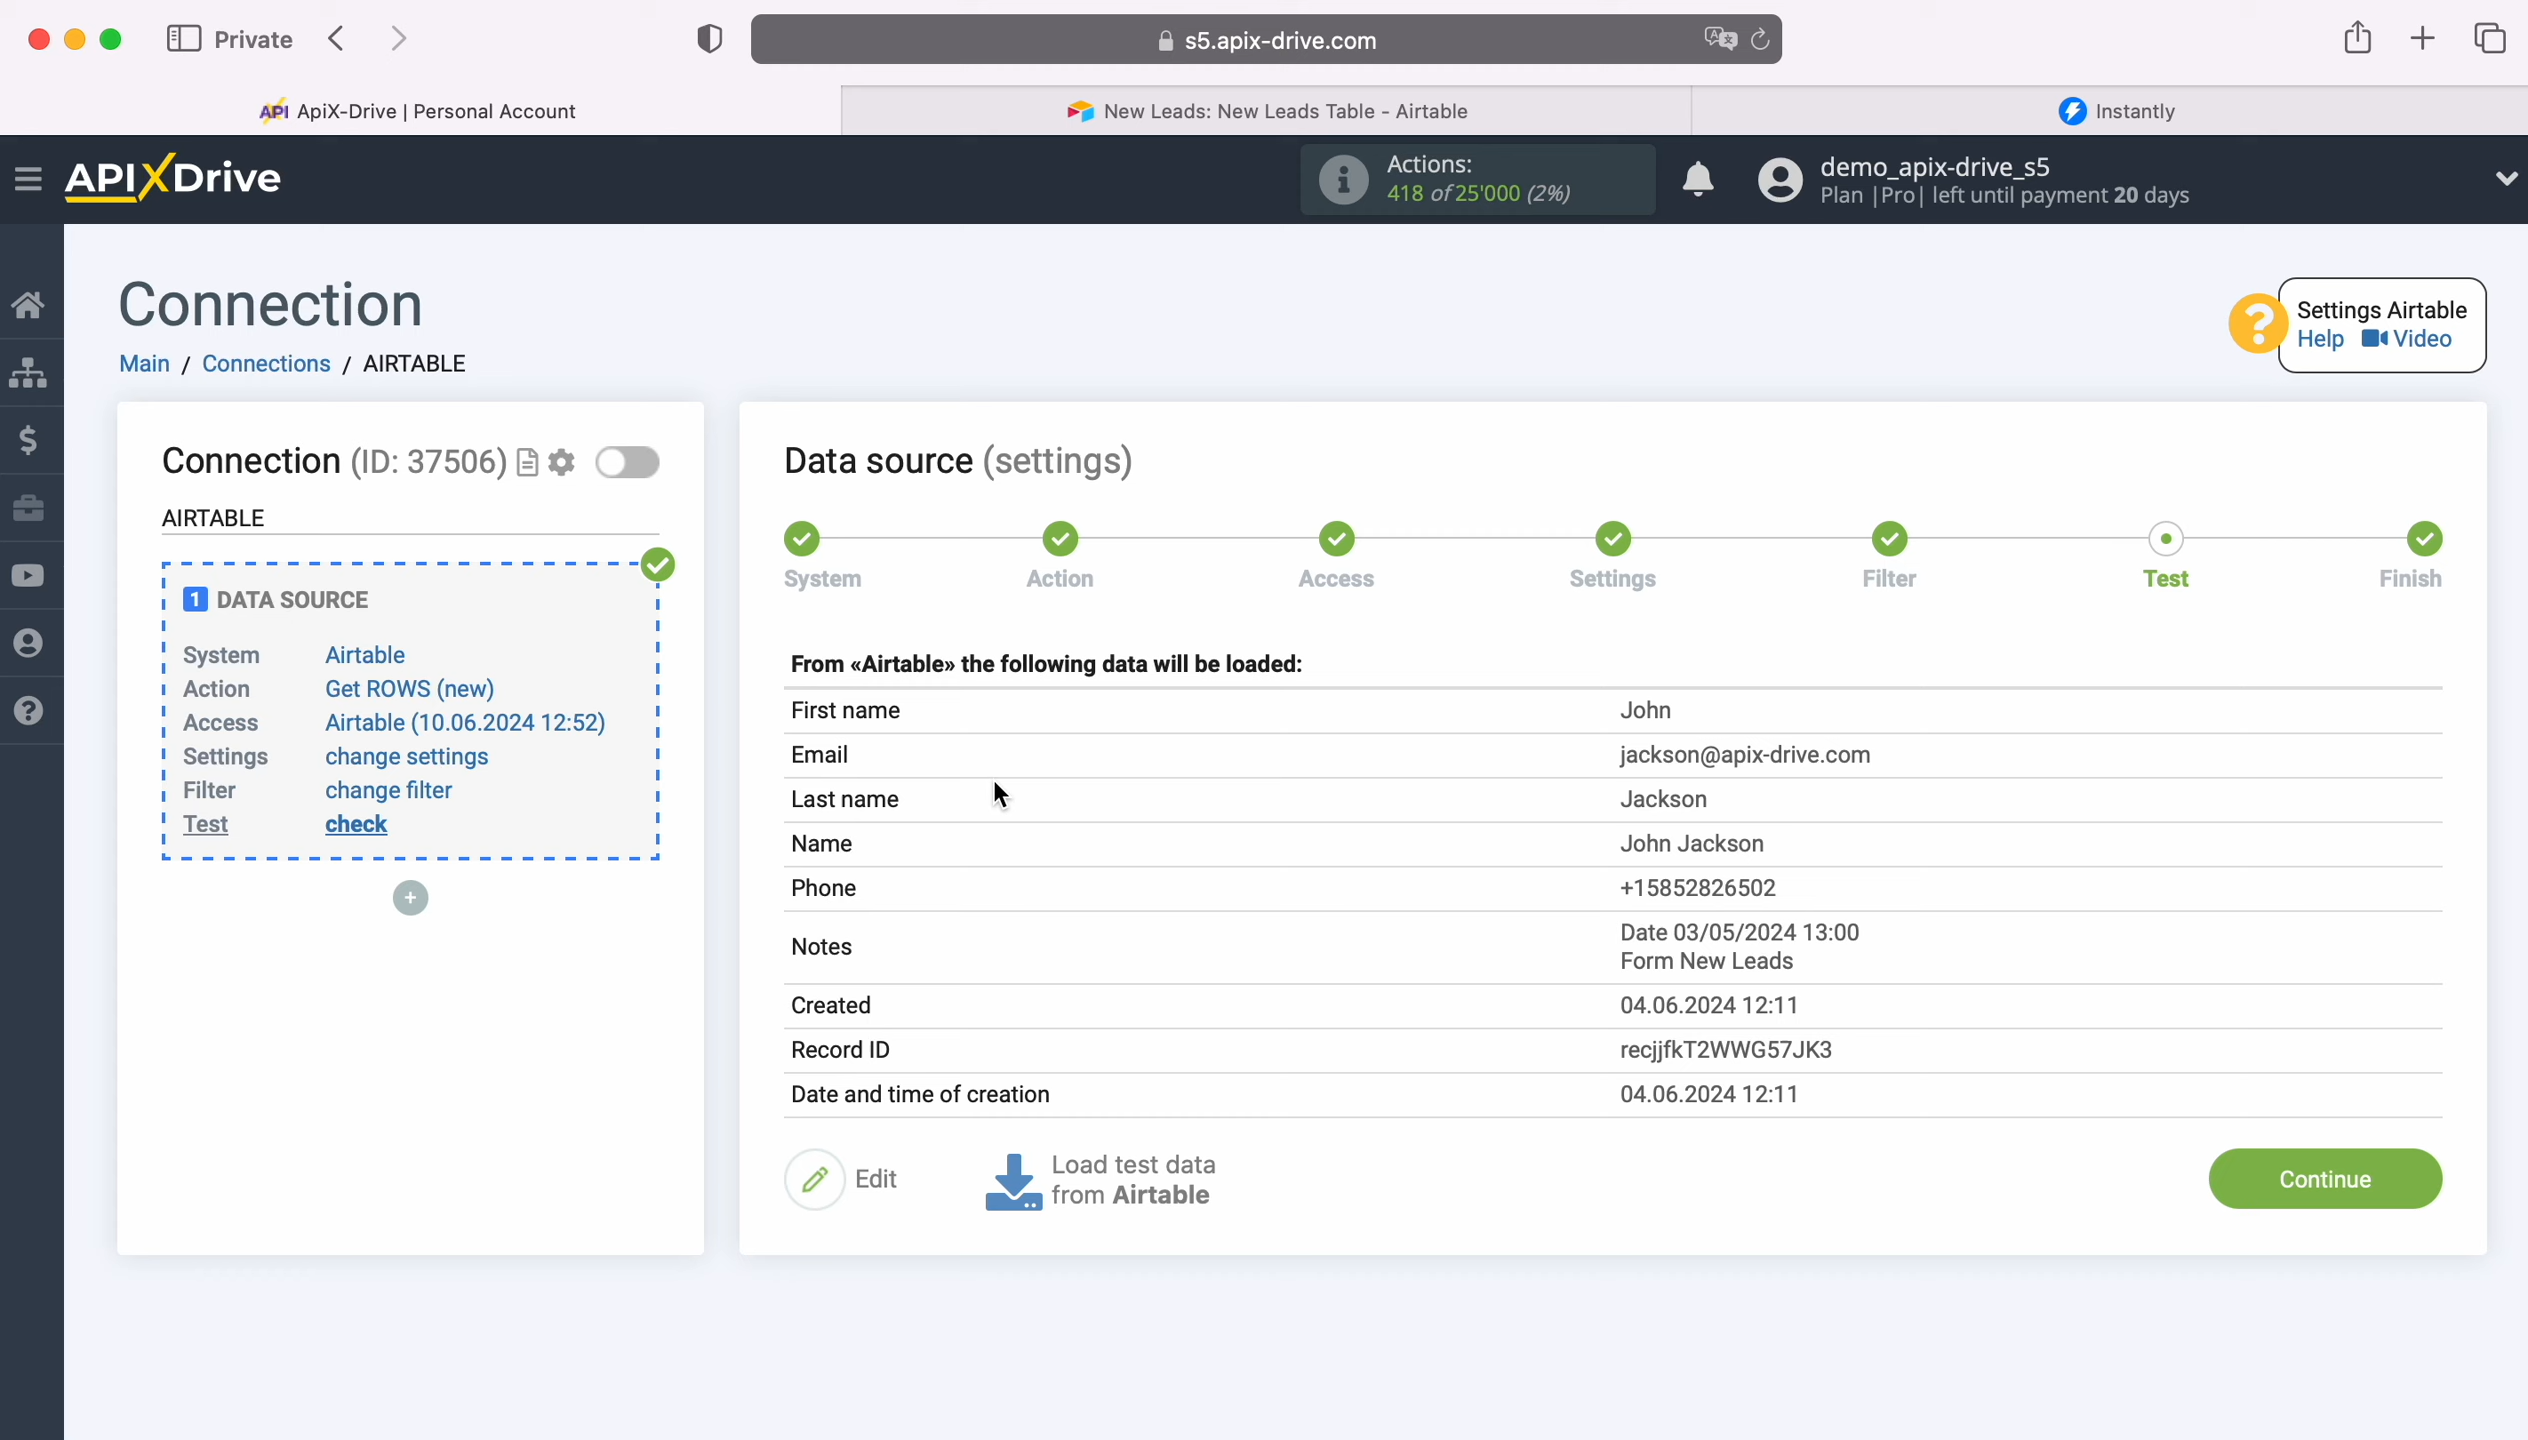 Private
s5.apix-drive.com
API ApiX-Drive | Personal Account
New Leads: New Leads Table - Airtable
Instantly
APIXDrive
Actions:
418 of 25'000 (2%)
demo_apix-drive_s5
Plan |Pro| left until payment 20 days
Connection
Main / Connections / AIRTABLE
? Settings Airtable
Help Video
Connection (ID: 37506)
AIRTABLE
1 DATA SOURCE
System Airtable
Action Get ROWS (new)
Access Airtable (10.06.2024 12:52)
Settings change settings
Filter change filter
Test check
+
Data source (settings)
System Action Access Settings Filter Test Finish
From «Airtable» the following data will be loaded:
First name John
Email jackson@apix-drive.com
Last name Jackson
Name John Jackson
Phone +15852826502
Notes Date 03/05/2024 13:00
Form New Leads
Created 04.06.2024 12:11
Record ID recjjfkT2WWG57JK3
Date and time of creation 04.06.2024 12:11
Edit
Load test data
from Airtable
Continue